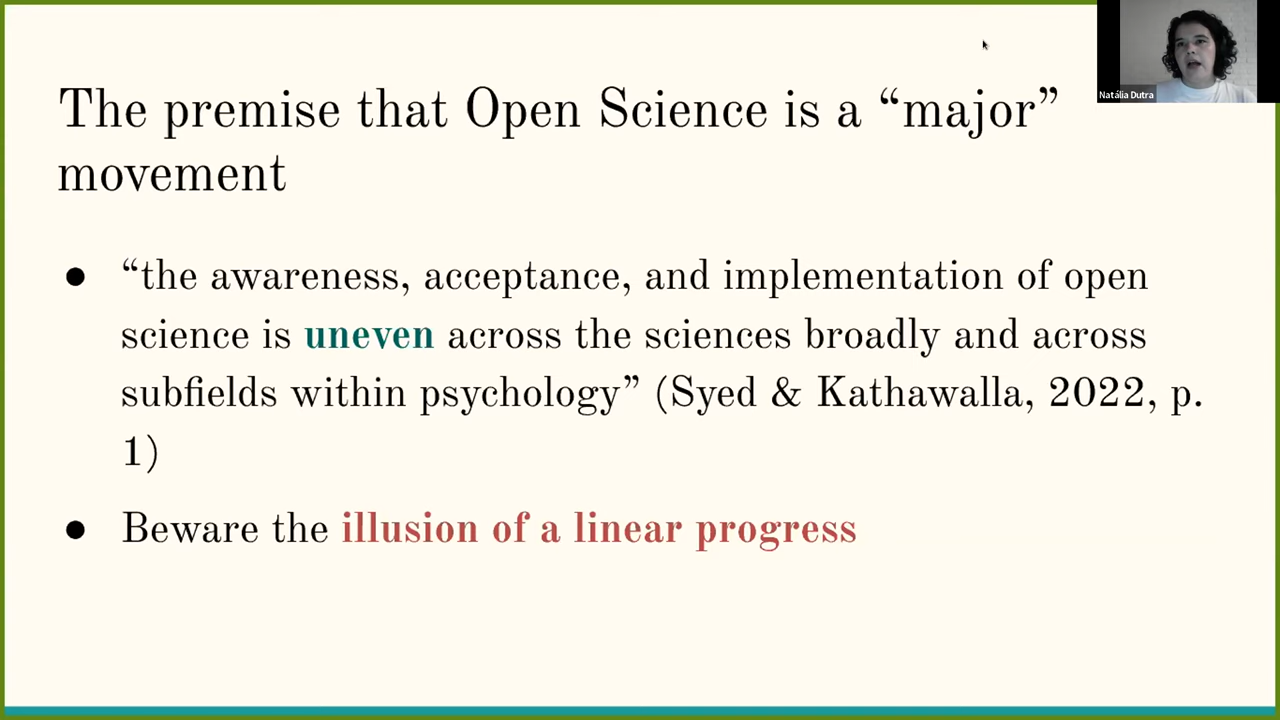 The premise that Open Science is a “major”
movement
● “the awareness, acceptance, and implementation of open
science is uneven across the sciences broadly and across
subfields within psychology” (Syed & Kathawalla, 2022, p.
1)
● Beware the illusion of a linear progress
Natália Dutra